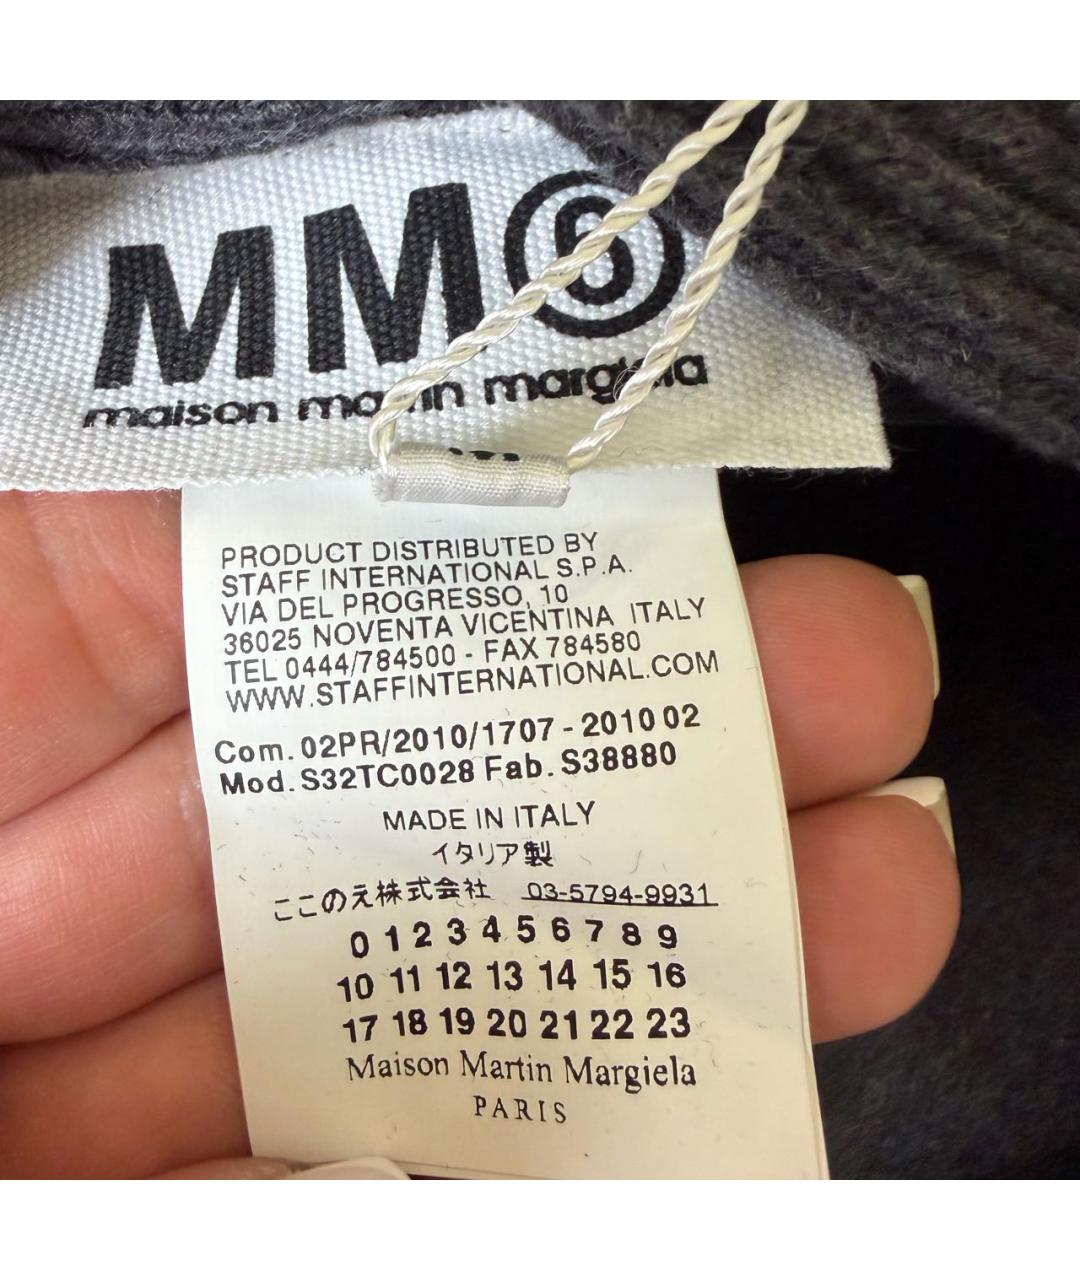 MM6
maison martin margiela
PRODUCT DISTRIBUTED BY
STAFF INTERNATIONAL S.P.A.
VIA DEL PROGRESSO, 10
36025 NOVENTA VICENTINA ITALY
TEL 0444/784500 - FAX 784580
WWW.STAFFINTERNATIONAL.COM
Com. 02PR/2010/1707 - 2010 02
Mod. S32TC0028 Fab. S38880
MADE IN ITALY
イタリア製
ここのえ株式会社 03-5794-9931
0 1 2 3 4 5 6 7 8 9
10 11 12 13 14 15 16
17 18 19 20 21 22 23
Maison Martin Margiela
PARIS